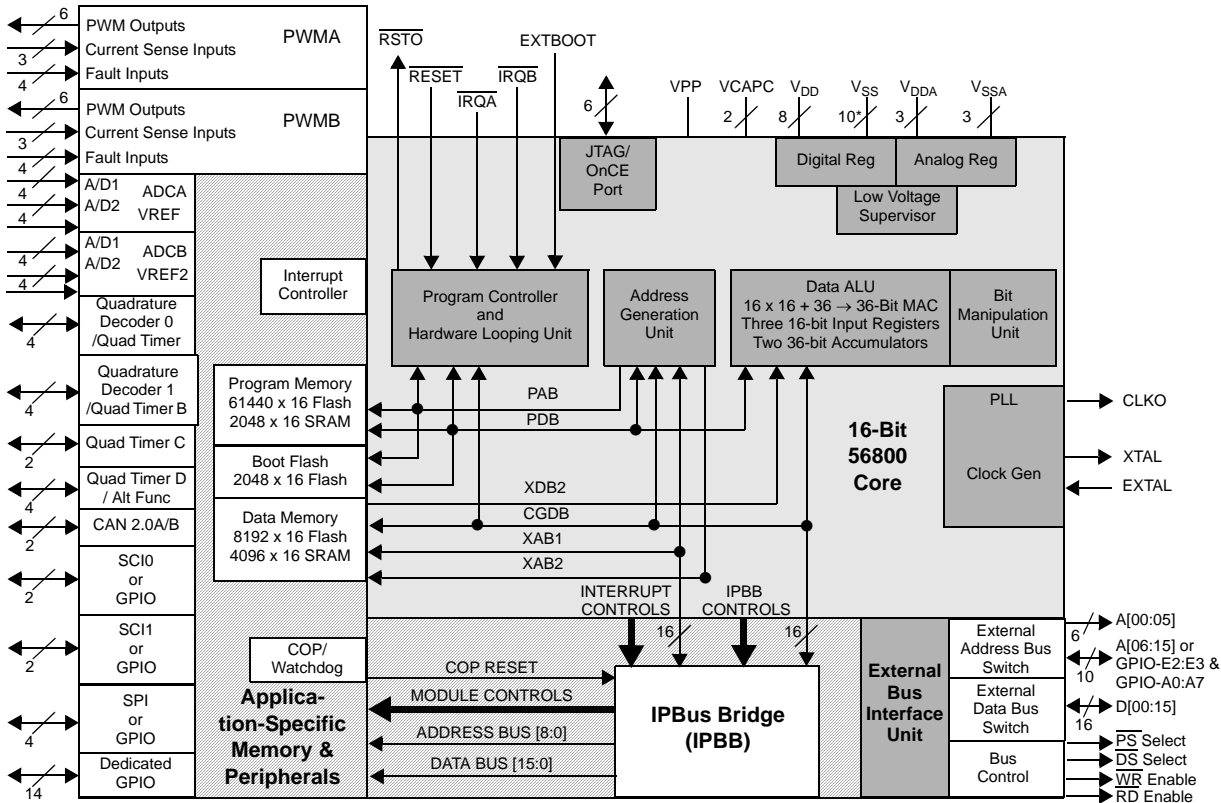 6
PWM Outputs
PWMA
Current Sense Inputs
3
Fault Inputs
4
6
PWM Outputs
PWMB
Current Sense Inputs
3
Fault Inputs
4
A/D1
ADCA
4
A/D2
VREF
4
A/D1
ADCB
4
A/D2
VREF2
4
Quadrature
Decoder 0
/Quad Timer
4
Quadrature
Decoder 1
/Quad Timer B
4
Quad Timer C
2
Quad Timer D
/ Alt Func
4
CAN 2.0A/B
2
SCI0
or
GPIO
2
SCI1
or
GPIO
2
SPI
or
GPIO
4
Dedicated
GPIO
14
Interrupt
Controller
Program Memory
61440 x 16 Flash
2048 x 16 SRAM
Boot Flash
2048 x 16 Flash
Data Memory
8192 x 16 Flash
4096 x 16 SRAM
COP/
Watchdog
Applica-
tion-Specific
Memory &
Peripherals
RSTO
RESET
IRQA
IRQB
EXTBOOT
6
JTAG/
OnCE
Port
VPP
VCAPC
2
VDD
8
VSS
10*
VDDA
3
VSSA
3
Digital Reg
Analog Reg
Low Voltage
Supervisor
Program Controller
and
Hardware Looping Unit
Address
Generation
Unit
Data ALU
16 x 16 + 36 → 36-Bit MAC
Three 16-bit Input Registers
Two 36-bit Accumulators
Bit
Manipulation
Unit
PAB
PDB
XDB2
CGDB
XAB1
XAB2
16-Bit
56800
Core
PLL
Clock Gen
CLKO
XTAL
EXTAL
INTERRUPT
CONTROLS
16
IPBB
CONTROLS
16
COP RESET
MODULE CONTROLS
ADDRESS BUS [8:0]
DATA BUS [15:0]
IPBus Bridge
(IPBB)
External
Bus
Interface
Unit
External
Address Bus
Switch
External
Data Bus
Switch
Bus
Control
6
A[00:05]
10
A[06:15] or
GPIO-E2:E3 &
GPIO-A0:A7
16
D[00:15]
PS Select
DS Select
WR Enable
RD Enable